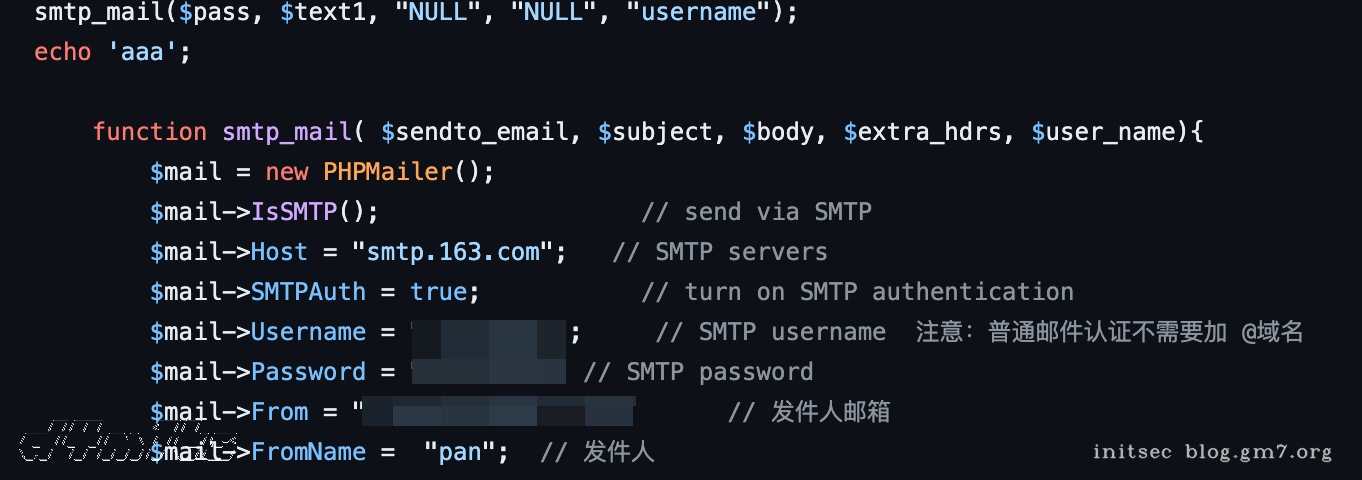 smtp_mail($pass, $text1, "NULL", "NULL", "username");
echo 'aaa';
function smtp_mail( $sendto_email, $subject, $body, $extra_hdrs, $user_name){
$mail = new PHPMailer();
$mail->IsSMTP(); // send via SMTP
$mail->Host = "smtp.163.com"; // SMTP servers
$mail->SMTPAuth = true; // turn on SMTP authentication
$mail->Username = "; // SMTP username 注意：普通邮件认证不需要加 @域名
$mail->Password = " // SMTP password
$mail->From = " // 发件人邮箱
$mail->FromName = "pan"; // 发件人
initsec blog.gm7.org